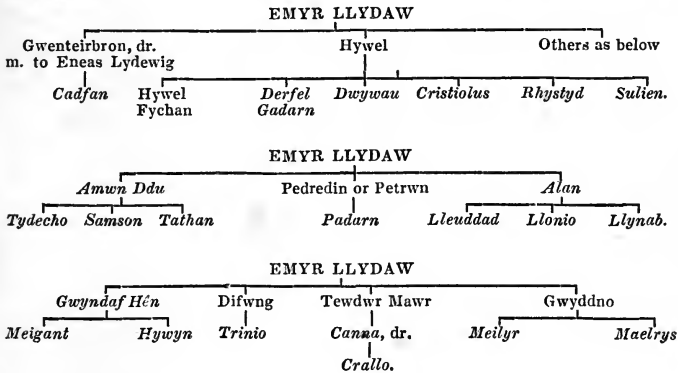 EMYR LLYDAW
Gwenteirbron, dr. Hywel Others as below
m. to Eneas Lydewig
Cadfan Hywel Derfel Dwywau Cristiolus Rhystyd Sulien.
Fychan Gadarn
EMYR LLYDAW
Amwn Ddu Pedredin or Petrwn Alan
Tydecho Samson Tathan Padarn Lleuddad Llonio Llynab.
EMYR LLYDAW
Gwyndaf Hên Difwng Tewdwr Mawr Gwyddno
Meigant Hywyn Trinio Canna, dr. Meilyr Maelrys
Crallo.